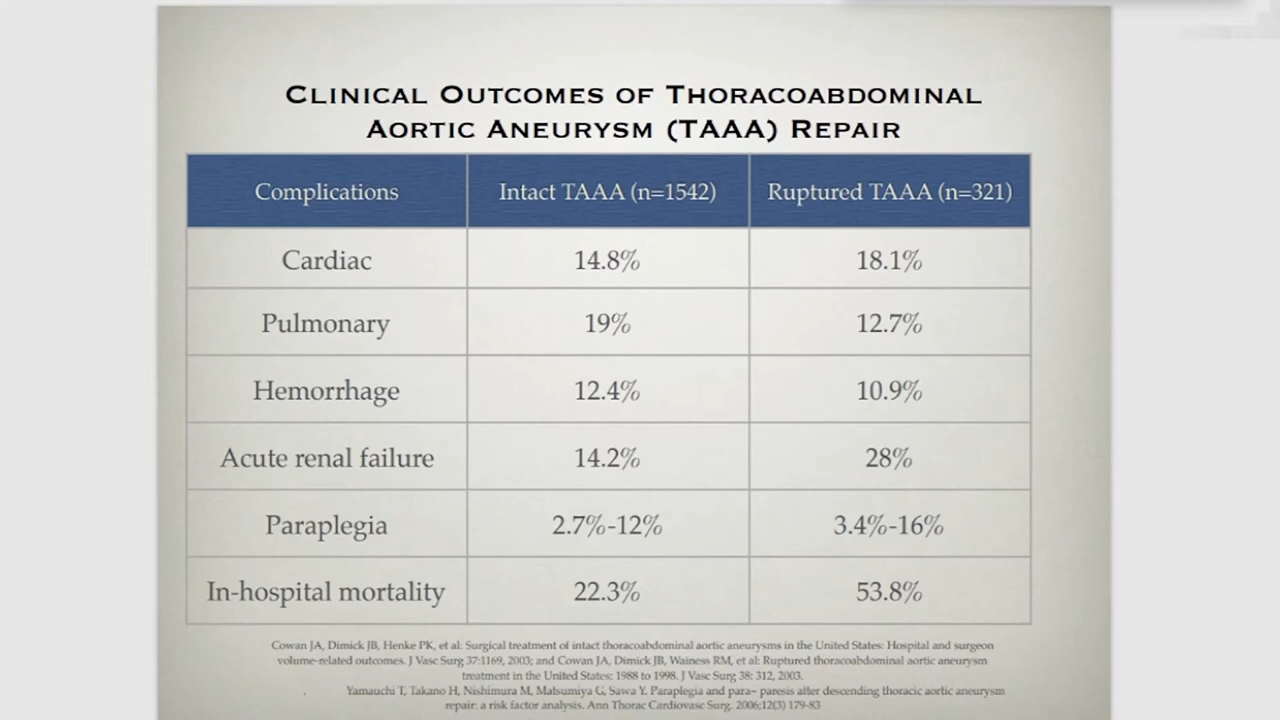 CLINICAL OUTCOMES OF THORACOABDOMINAL
AORTIC ANEURYSM (TAAA) REPAIR
Complications Intact TAAA (n=1542) Ruptured TAAA (n=321)
Cardiac 14.8% 18.1%
Pulmonary 19% 12.7%
Hemorrhage 12.4% 10.9%
Acute renal failure 14.2% 28%
Paraplegia 2.7%-12% 3.4%-16%
In-hospital mortality 22.3% 53.8%
Cowan JA, Dimick JB, Henke PK, et al: Surgical treatment of intact thoracoabdominal aortic aneurysms in the United States: Hospital and surgeon
volume-related outcomes. J Vasc Surg 37:1169, 2003; and Cowan JA, Dimick JB, Wainess RM, et al: Ruptured thoracoabdominal aortic aneurysm
treatment in the United States: 1988 to 1998. J Vasc Surg 38: 312, 2003.
Yamauchi T, Takano H, Nishimura M, Matsumiya G, Sawa Y. Paraplegia and para- paresis after descending thoracic aortic aneurysm
repair: a risk factor analysis. Ann Thorac Cardiovasc Surg. 2006;12(3) 179-83